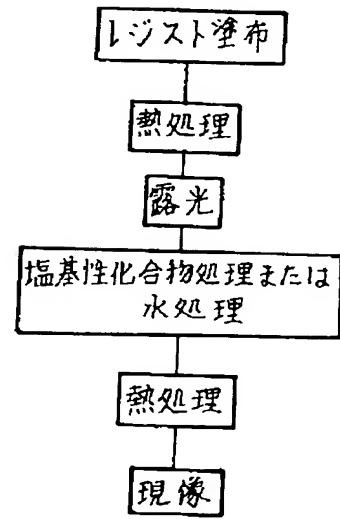 レジスト塗布
熱処理
露光
塩基性化合物処理または
水処理
熱処理
現像